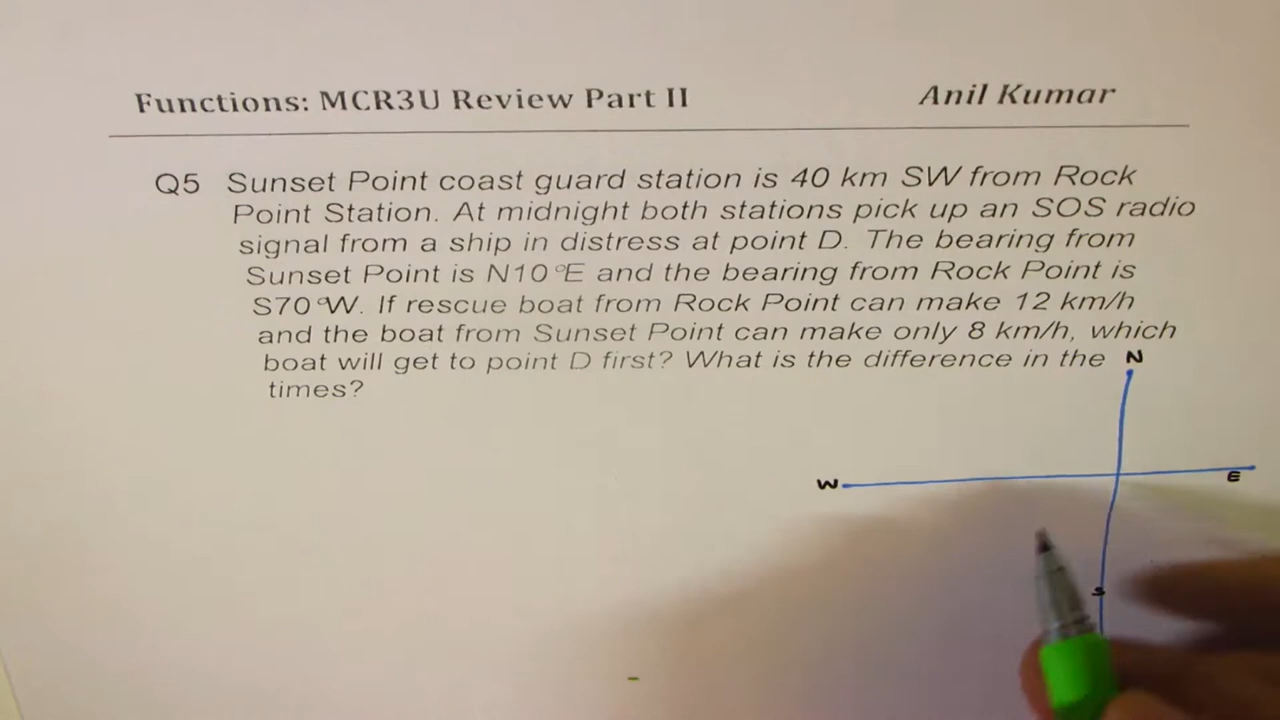 Functions: MCR3U Review Part II Anil Kumar
Q5 Sunset Point coast guard station is 40 km SW from Rock
Point Station. At midnight both stations pick up an SOS radio
signal from a ship in distress at point D. The bearing from
Sunset Point is N10°E and the bearing from Rock Point is
S70°W. If rescue boat from Rock Point can make 12 km/h
and the boat from Sunset Point can make only 8 km/h, which
boat will get to point D first? What is the difference in the
times?
N
W
E
S